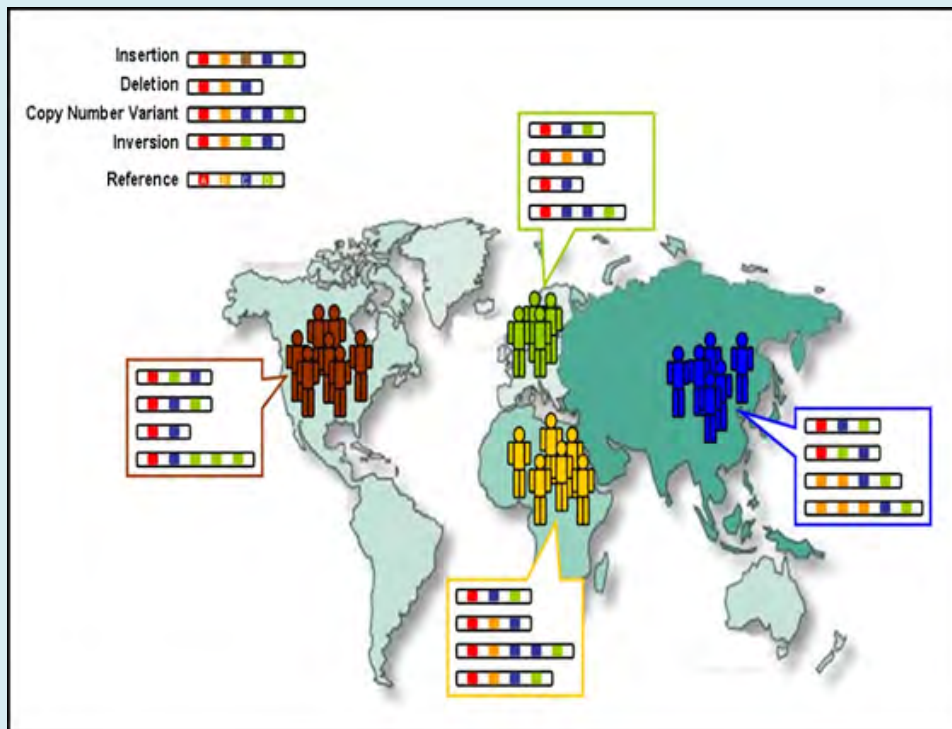 Insertion
Deletion
Copy Number Variant
Inversion
Reference